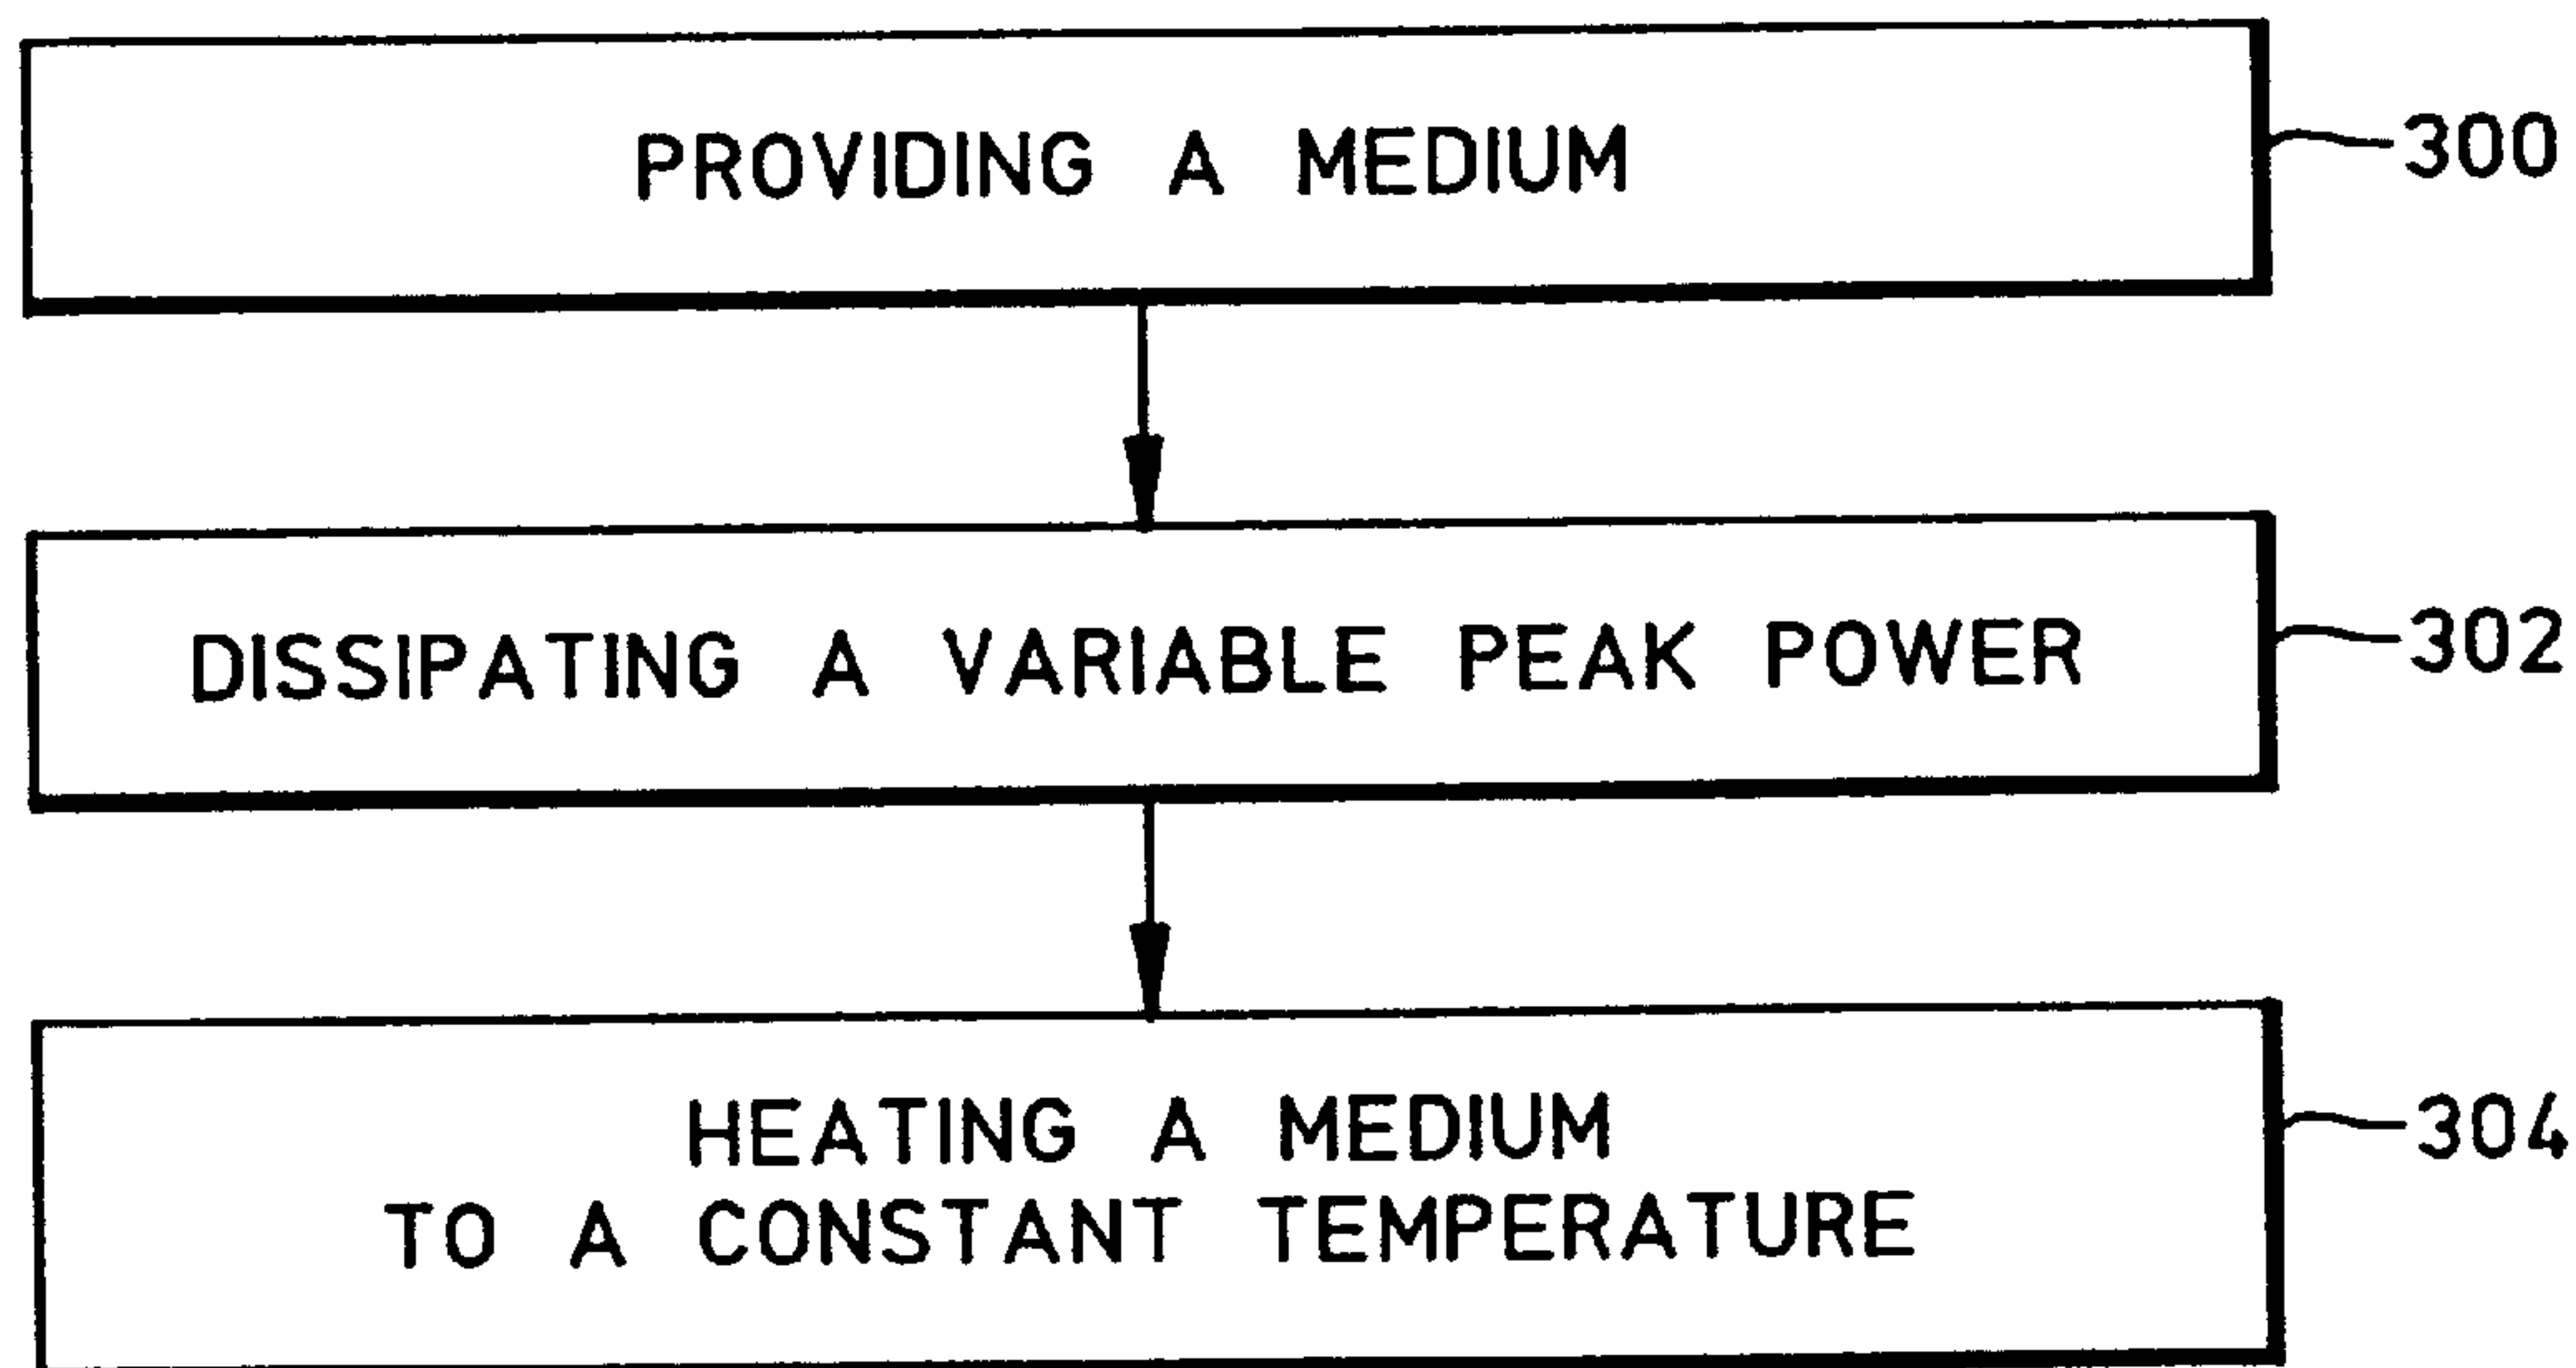 PROVIDING A MEDIUM
300
DISSIPATING A VARIABLE PEAK POWER
302
HEATING A MEDIUM
TO A CONSTANT TEMPERATURE
304